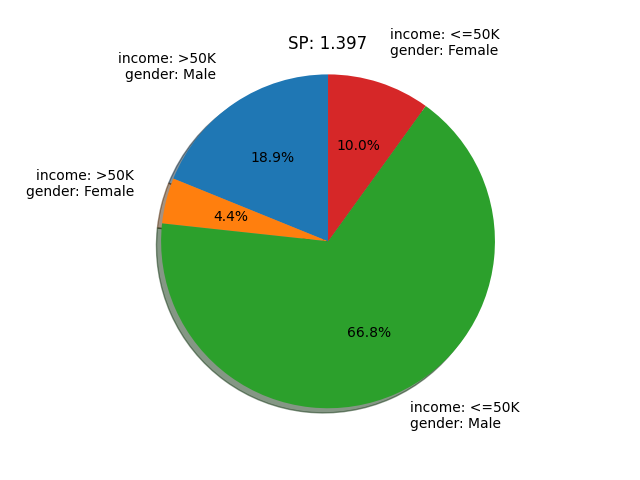 SP: 1.397
income: <=50K
gender: Female
income: >50K
gender: Male
10.0%
18.9%
income: >50K
gender: Female
4.4%
66.8%
income: <=50K
gender: Male